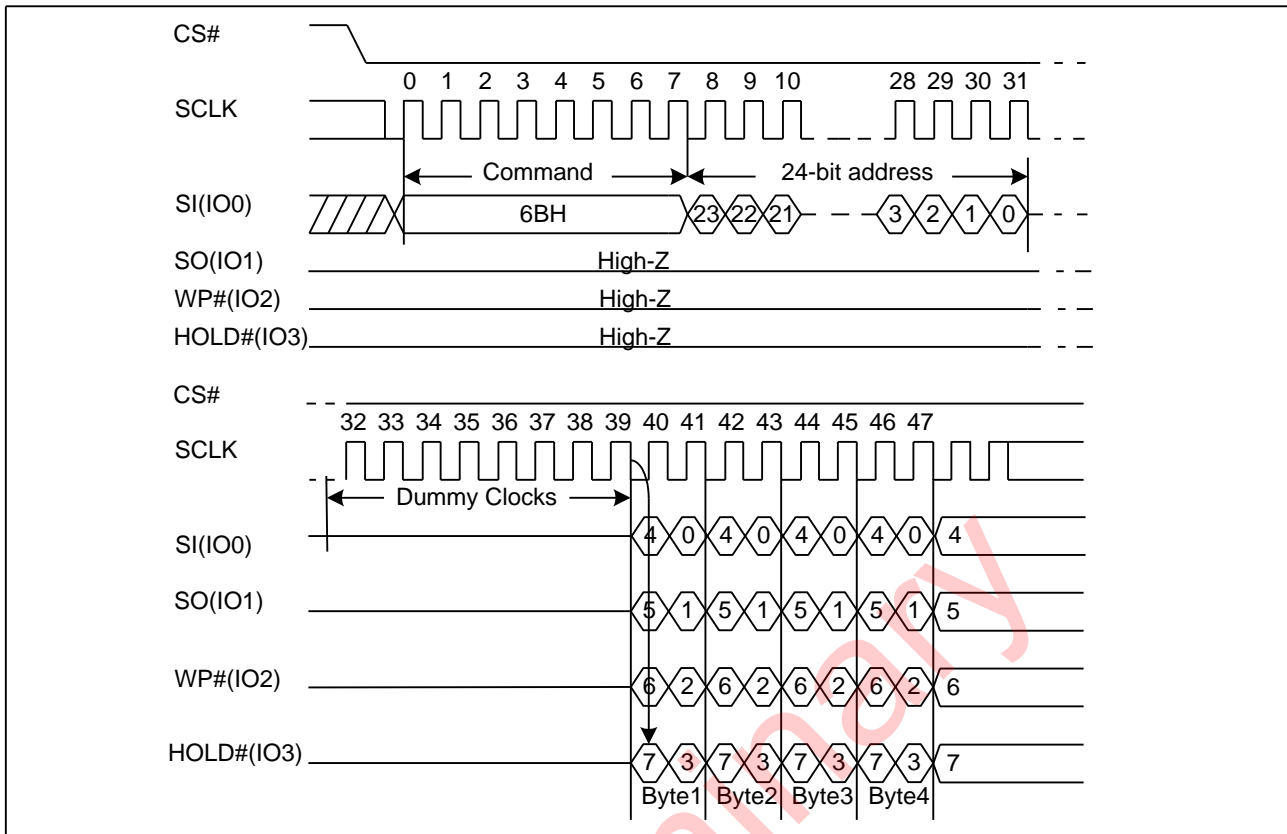 CS#
0 1 2 3 4 5 6 7 8 9 10 28 29 30 31
SCLK
Command 24-bit address
SI(IO0) 6BH 23 22 21 3 2 1 0
SO(IO1) High-Z
WP#(IO2) High-Z
HOLD#(IO3) High-Z
CS#
32 33 34 35 36 37 38 39 40 41 42 43 44 45 46 47
SCLK
Dummy Clocks
SI(IO0) 4 0 4 0 4 0 4 0 4
SO(IO1) 5 1 5 1 5 1 5 1 5
WP#(IO2) 6 2 6 2 6 2 6 2 6
HOLD#(IO3) 7 3 7 3 7 3 7 3 7
Byte1 Byte2 Byte3 Byte4